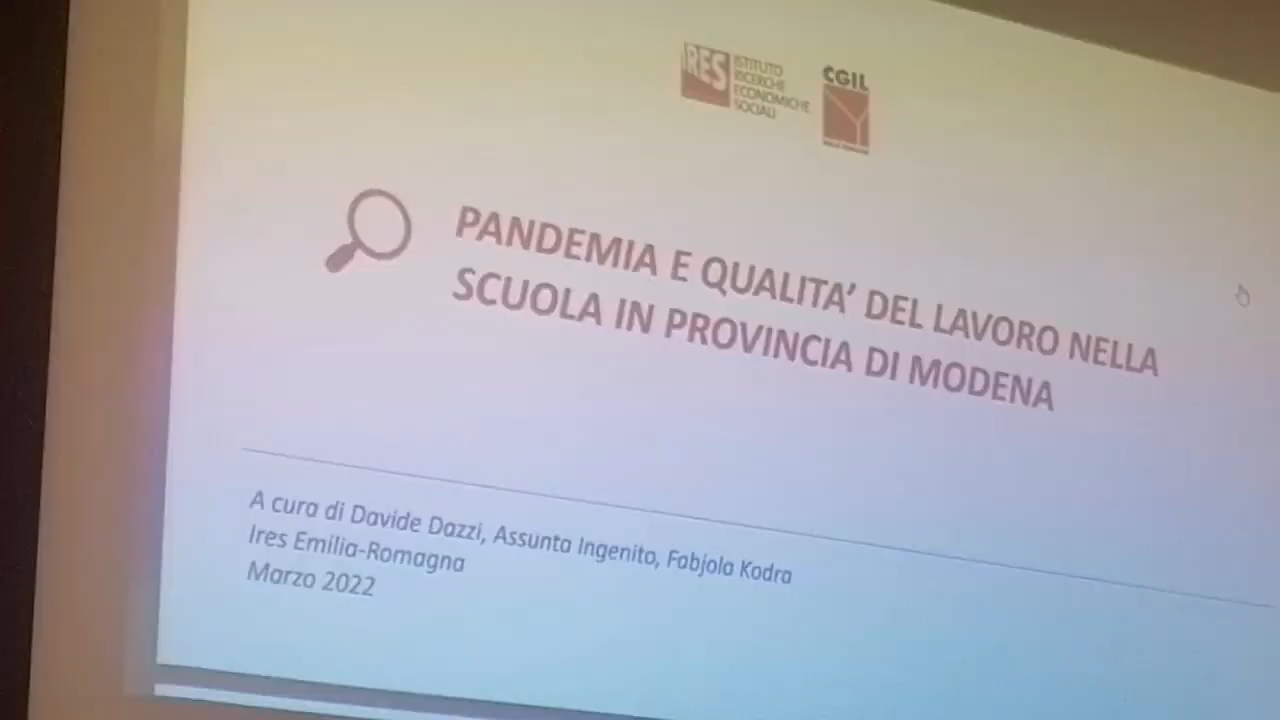 IRES
ISTITUTO
RICERCHE
ECONOMICHE
SOCIALI
CGIL
PANDEMIA E QUALITA' DEL LAVORO NELLA
SCUOLA IN PROVINCIA DI MODENA
A cura di Davide Dazzi, Assunta Ingenito, Fabjola Kodra
Ires Emilia-Romagna
Marzo 2022